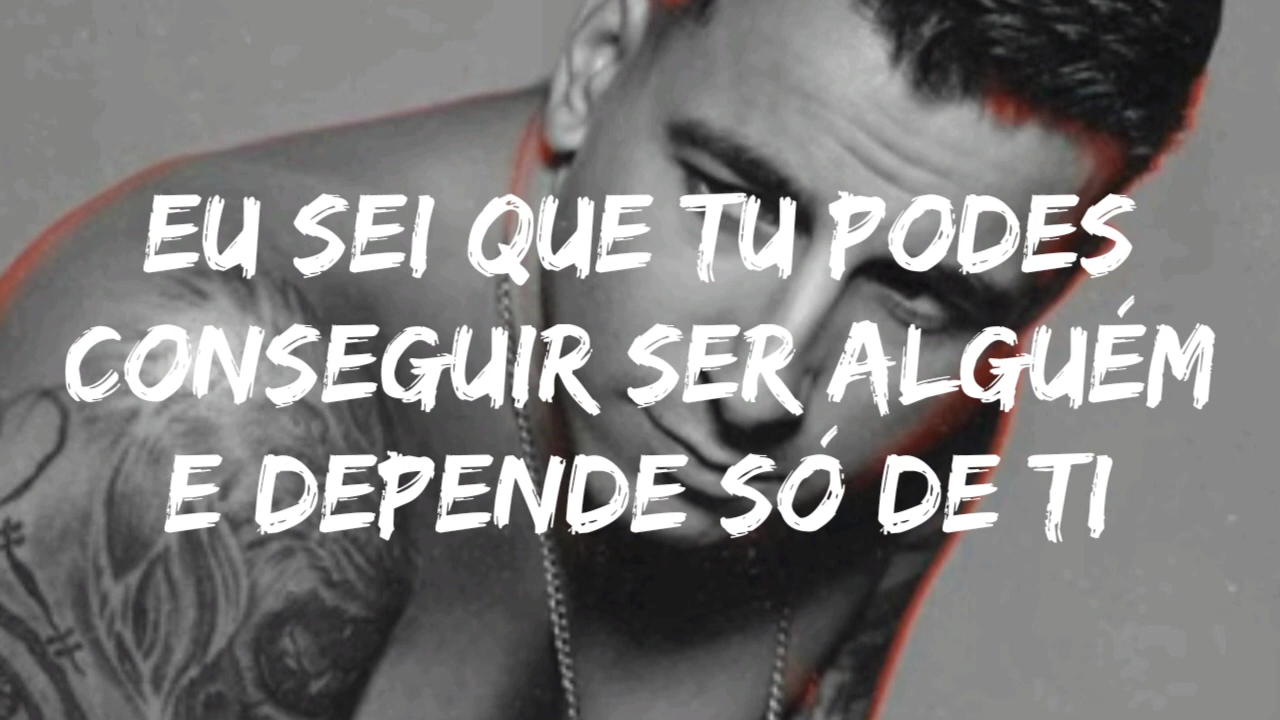 EU SEI QUE TU PODES
CONSEGUIR SER ALGUÉM
E DEPENDE SÓ DE TI